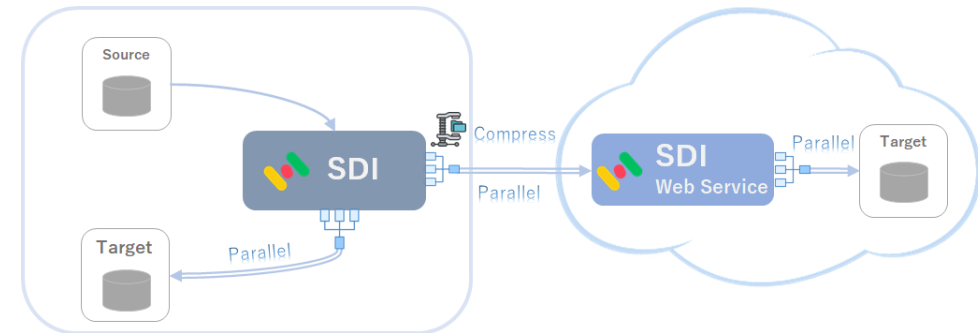 Source
Compress
SDI
Parallel
Target
Parallel
SDI
Web Service
Parallel
Target